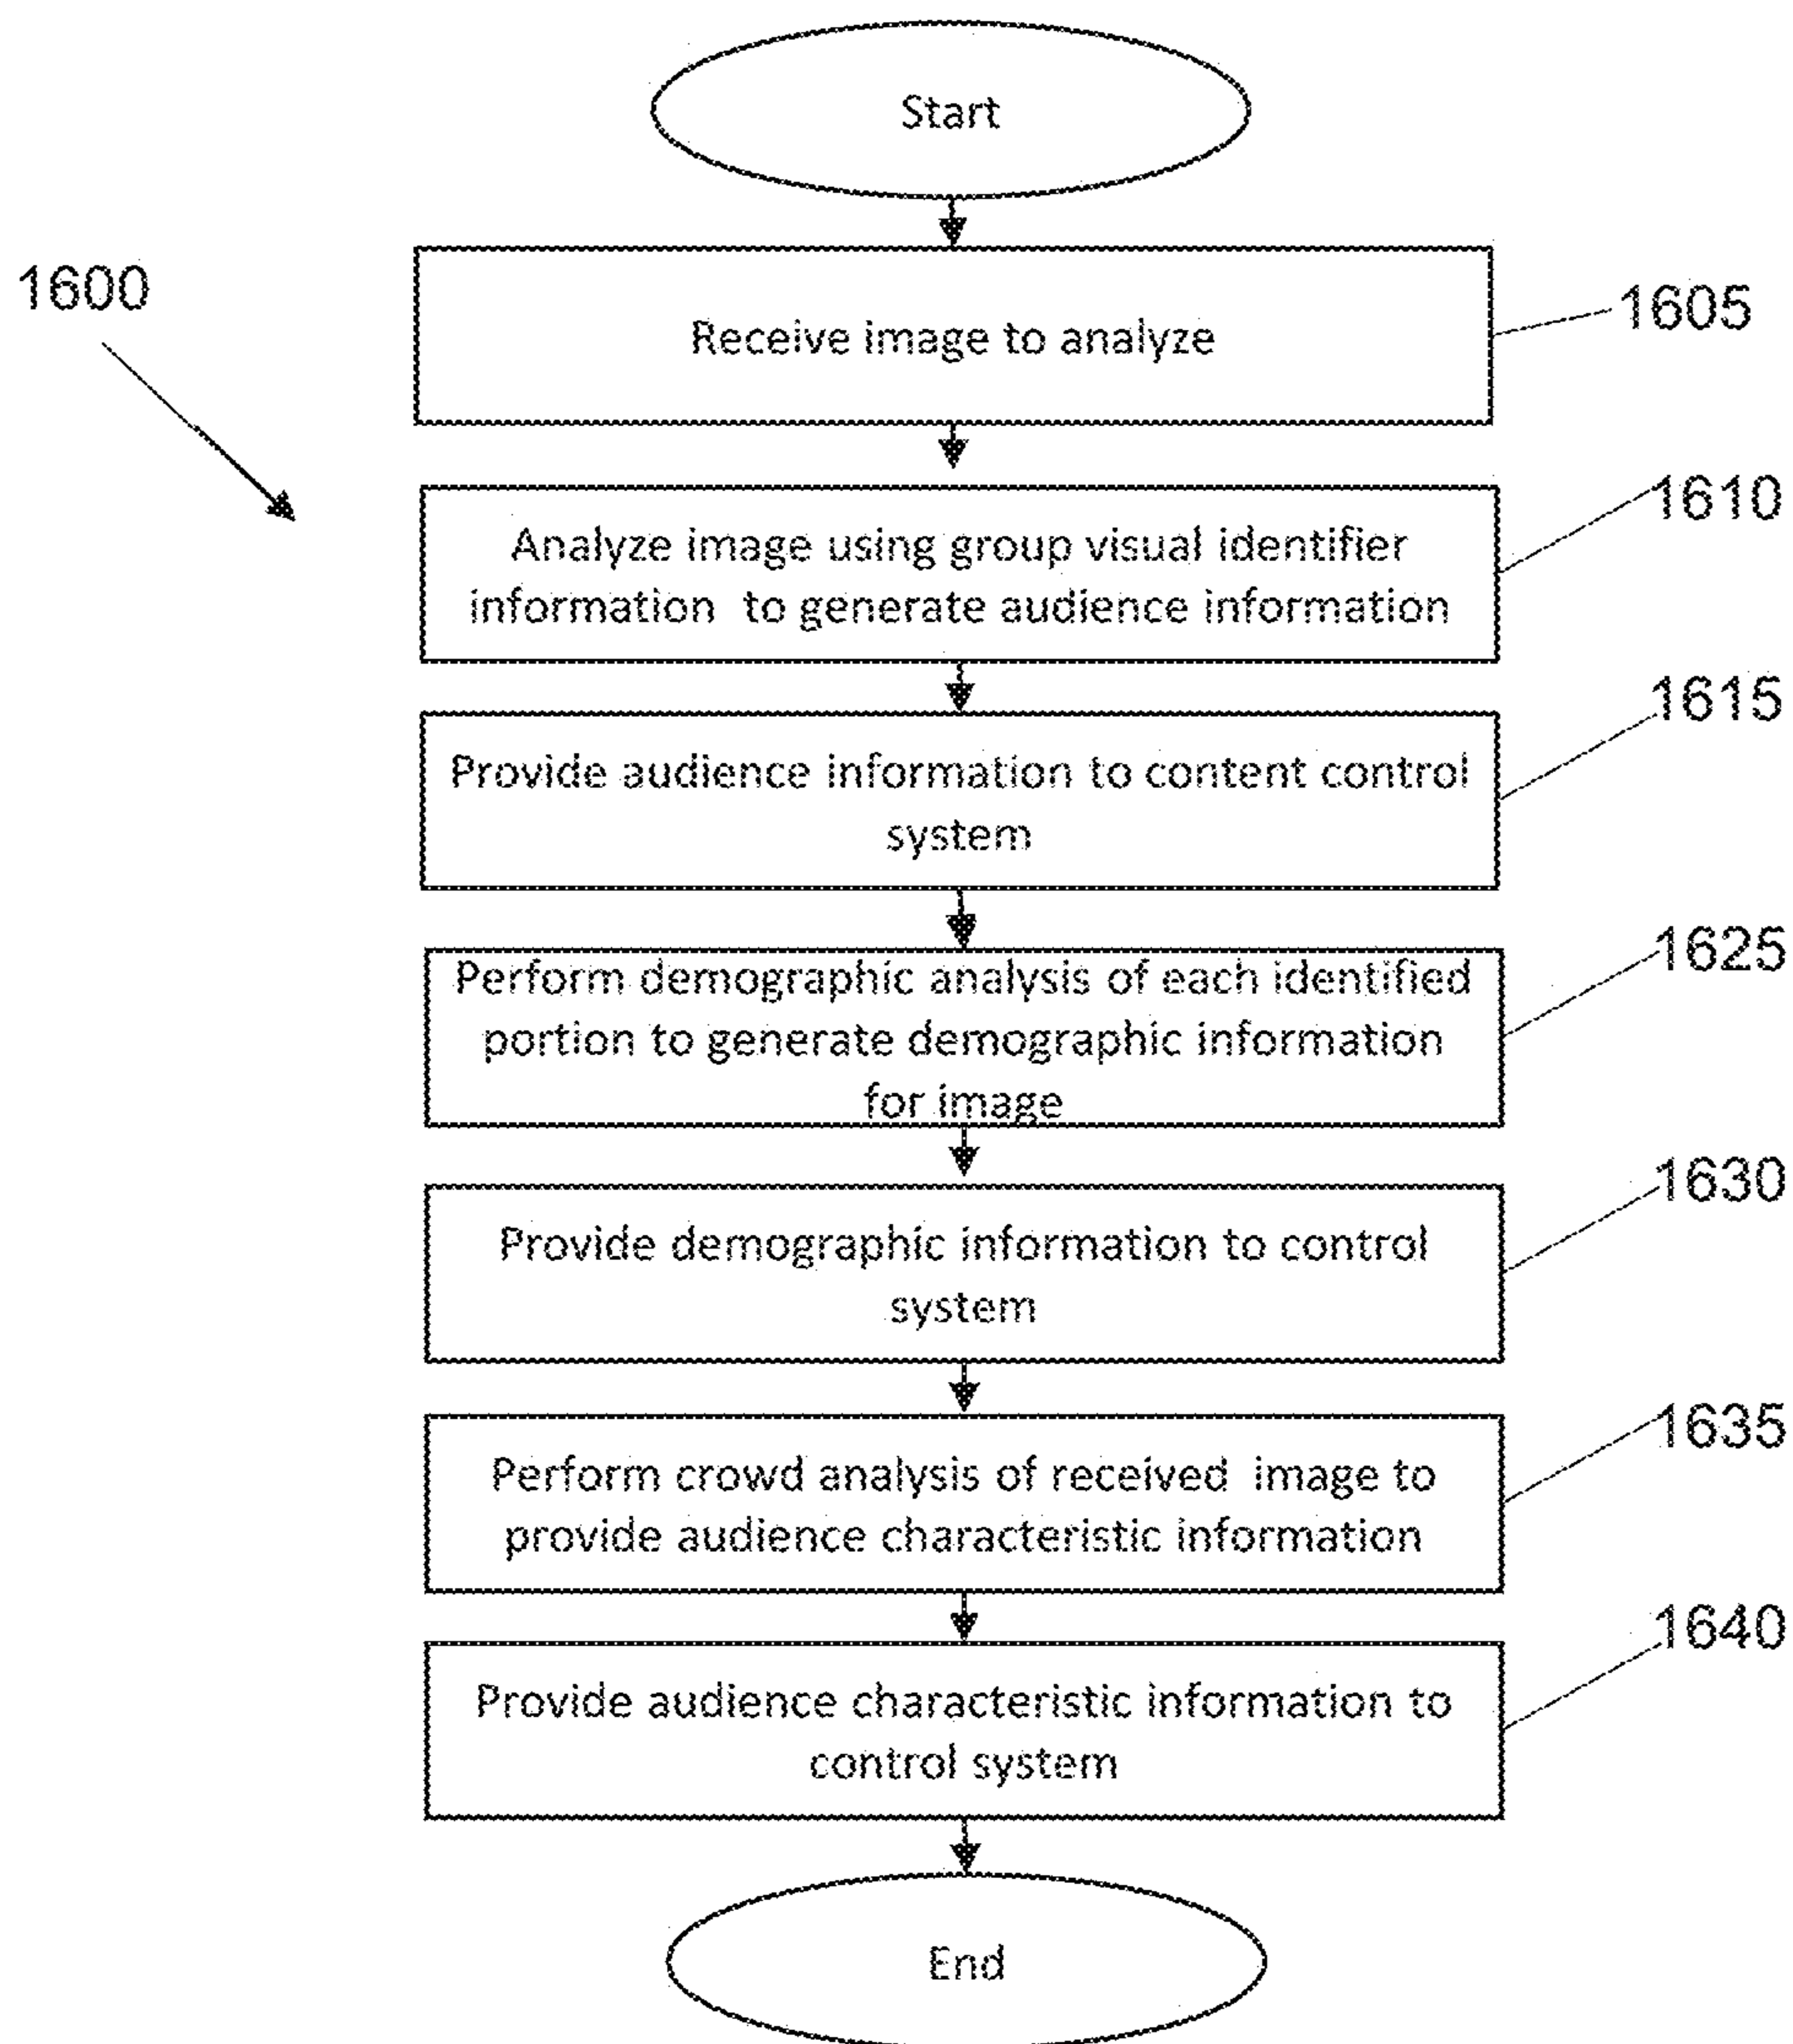 Start
1600
Receive image to analyze
1605
Analyze image using group visual identifier
information to generate audience information
1610
Provide audience information to content control
system
1615
Perform demographic analysis of each identified
portion to generate demographic information
for image
1625
Provide demographic information to control
system
1630
Perform crowd analysis of received image to
provide audience characteristic information
1635
Provide audience characteristic information to
control system
1640
End